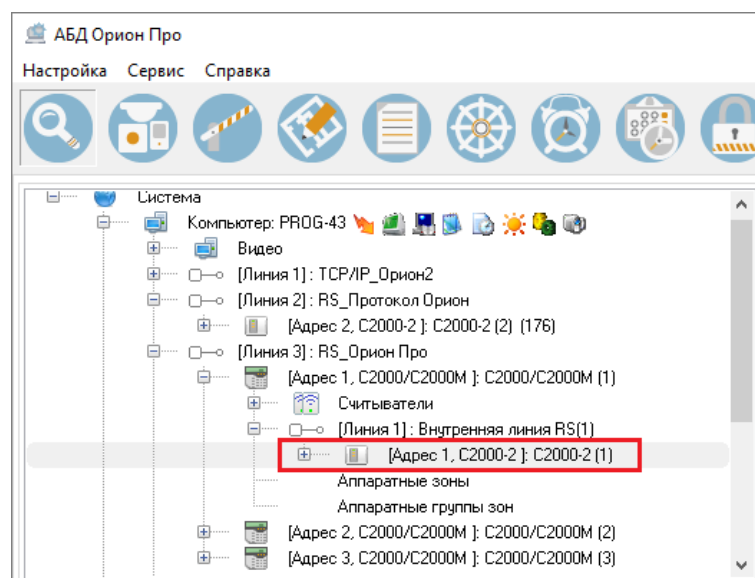 АБД Орион Про
Настройка Сервис Справка
Система
Компьютер: PROG-43
Видео
[Линия 1] : TCP/IP_Орион2
[Линия 2] : RS_Протокол Орион
[Адрес 2, С2000-2 ]: С2000-2 (2) (176)
[Линия 3] : RS_Орион Про
[Адрес 1, С2000/С2000М ]: С2000/С2000М (1)
Считыватели
[Линия 1] : Внутренняя линия RS(1)
[Адрес 1, С2000-2 ]: С2000-2 (1)
Аппаратные зоны
Аппаратные группы зон
[Адрес 2, С2000/С2000М ]: С2000/С2000М (2)
[Адрес 3, С2000/С2000М ]: С2000/С2000М (3)